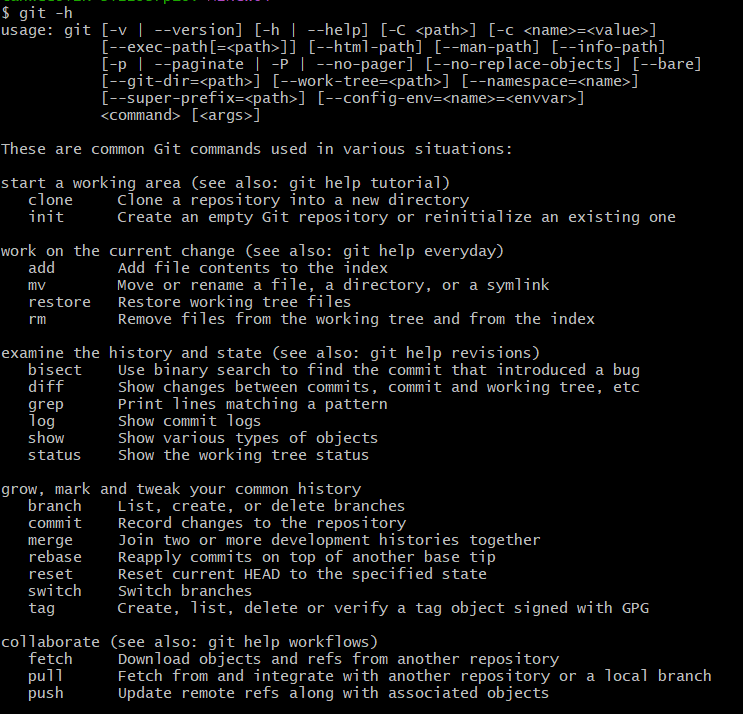 $ git -h
usage: git [-v | --version] [-h | --help] [-C <path>] [-c <name>=<value>]
           [--exec-path[=<path>]] [--html-path] [--man-path] [--info-path]
           [-p | --paginate | -P | --no-pager] [--no-replace-objects] [--bare]
           [--git-dir=<path>] [--work-tree=<path>] [--namespace=<name>]
           [--super-prefix=<path>] [--config-env=<name>=<envvar>]
           <command> [<args>]

These are common Git commands used in various situations:

start a working area (see also: git help tutorial)
   clone     Clone a repository into a new directory
   init      Create an empty Git repository or reinitialize an existing one

work on the current change (see also: git help everyday)
   add       Add file contents to the index
   mv        Move or rename a file, a directory, or a symlink
   restore   Restore working tree files
   rm        Remove files from the working tree and from the index

examine the history and state (see also: git help revisions)
   bisect    Use binary search to find the commit that introduced a bug
   diff      Show changes between commits, commit and working tree, etc
   grep      Print lines matching a pattern
   log       Show commit logs
   show      Show various types of objects
   status    Show the working tree status

grow, mark and tweak your common history
   branch    List, create, or delete branches
   commit    Record changes to the repository
   merge     Join two or more development histories together
   rebase    Reapply commits on top of another base tip
   reset     Reset current HEAD to the specified state
   switch    Switch branches
   tag       Create, list, delete or verify a tag object signed with GPG

collaborate (see also: git help workflows)
   fetch     Download objects and refs from another repository
   pull      Fetch from and integrate with another repository or a local branch
   push      Update remote refs along with associated objects